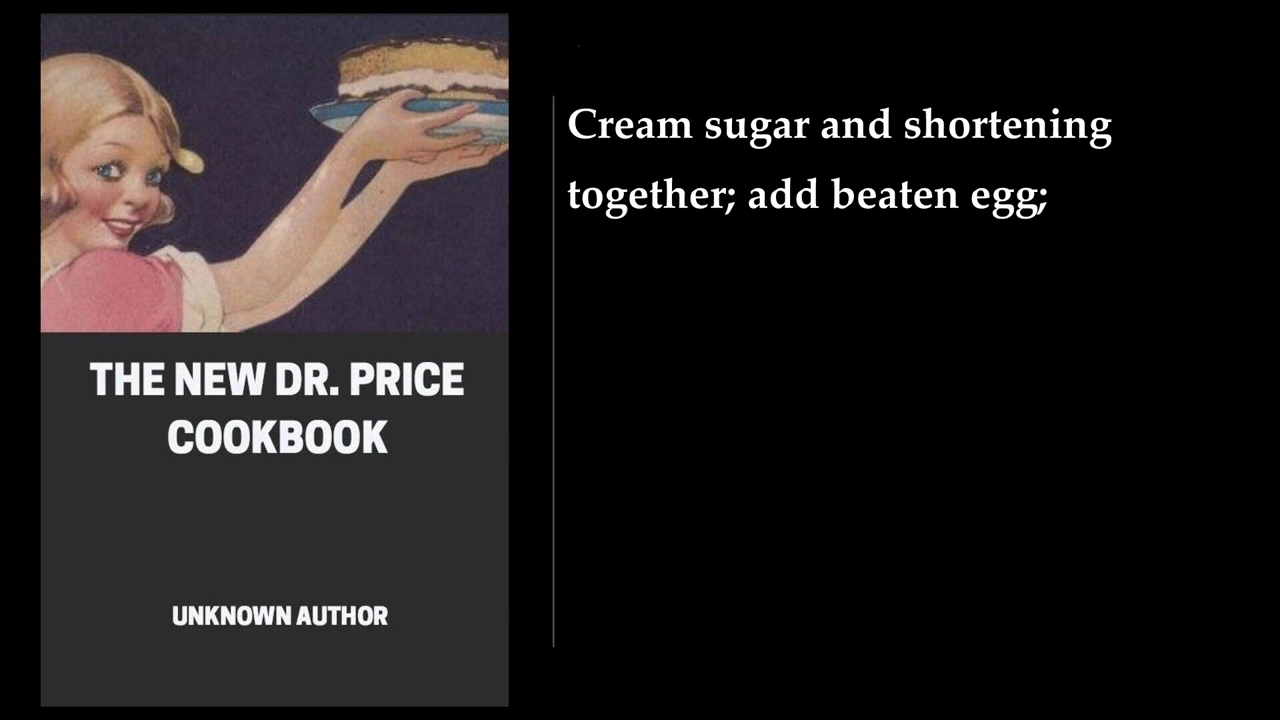 THE NEW DR. PRICE
COOKBOOK
UNKNOWN AUTHOR
Cream sugar and shortening
together; add beaten egg;